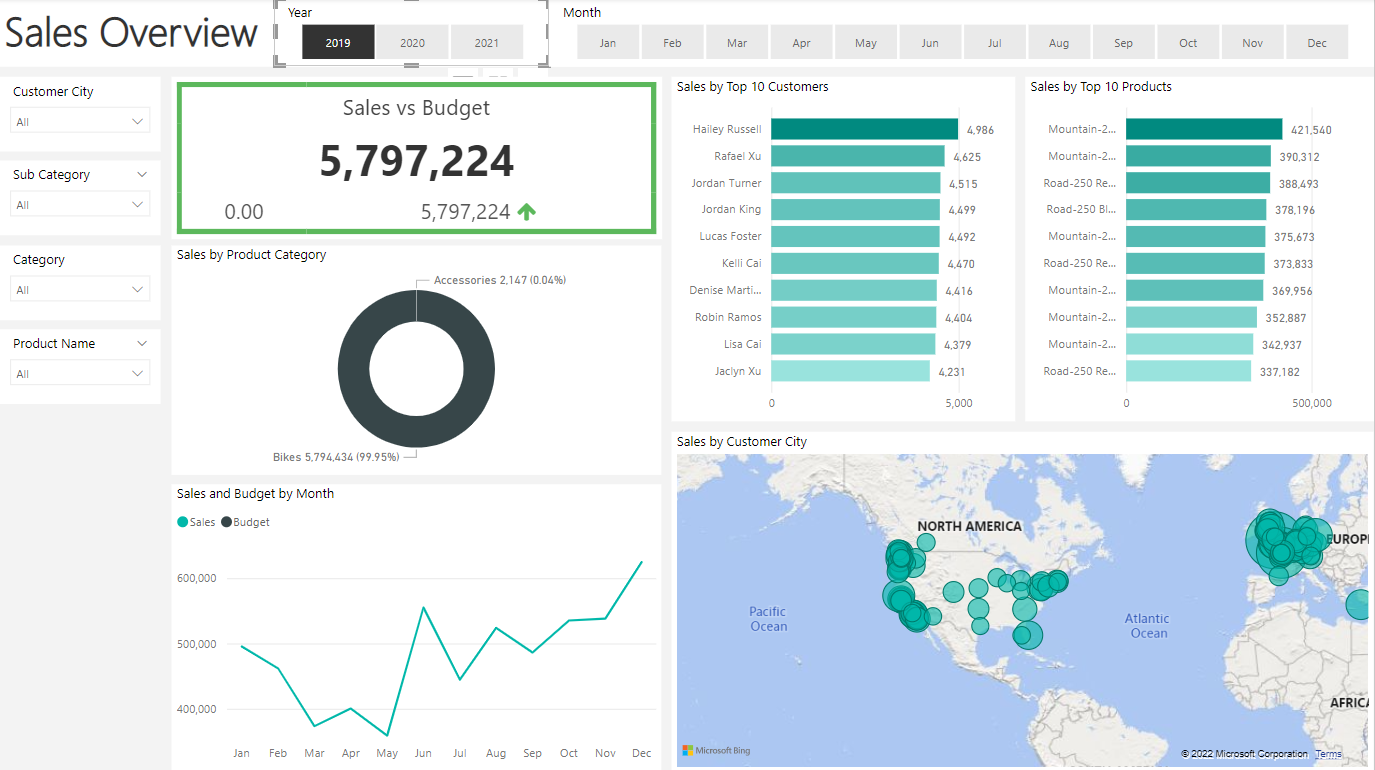 Sales Overview
Year
2019 2020 2021
Month
Jan Feb Mar Apr May Jun Jul Aug Sep Oct Nov Dec
Customer City
All
Sub Category
All
Category
All
Product Name
All
Sales vs Budget
5,797,224
0.00 5,797,224
Sales by Product Category
Accessories 2,147 (0.04%)
Bikes 5,794,434 (99.95%)
Sales and Budget by Month
Sales Budget
600,000
500,000
400,000
Jan Feb Mar Apr May Jun Jul Aug Sep Oct Nov Dec
Sales by Top 10 Customers
Hailey Russell 4,986
Rafael Xu 4,625
Jordan Turner 4,515
Jordan King 4,499
Lucas Foster 4,492
Kelli Cai 4,470
Denise Marti... 4,416
Robin Ramos 4,404
Lisa Cai 4,379
Jaclyn Xu 4,231
0 5,000
Sales by Top 10 Products
Mountain-2... 421,540
Mountain-2... 390,312
Road-250 Re... 388,493
Road-250 Bl... 378,196
Mountain-2... 375,673
Road-250 Re... 373,833
Mountain-2... 369,956
Mountain-2... 352,887
Mountain-2... 342,937
Road-250 Re... 337,182
0 500,000
Sales by Customer City
NORTH AMERICA
EUROP
Pacific
Ocean
Atlantic
Ocean
AFRICA
Microsoft Bing
© 2022 Microsoft Corporation Terms